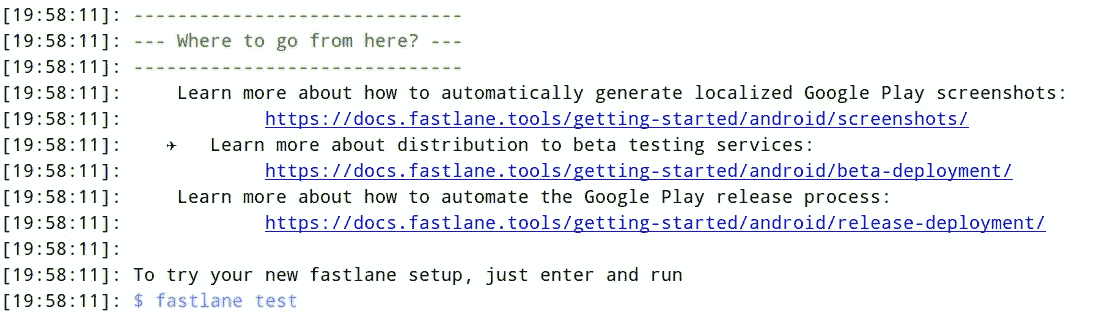 [19:58:11]: ------------------------------
[19:58:11]: --- Where to go from here? ---
[19:58:11]: ------------------------------
[19:58:11]:     Learn more about how to automatically generate localized Google Play screenshots:
[19:58:11]:             https://docs.fastlane.tools/getting-started/android/screenshots/
[19:58:11]:    ✈   Learn more about distribution to beta testing services:
[19:58:11]:             https://docs.fastlane.tools/getting-started/android/beta-deployment/
[19:58:11]:     Learn more about how to automate the Google Play release process:
[19:58:11]:             https://docs.fastlane.tools/getting-started/android/release-deployment/
[19:58:11]:
[19:58:11]: To try your new fastlane setup, just enter and run
[19:58:11]: $ fastlane test